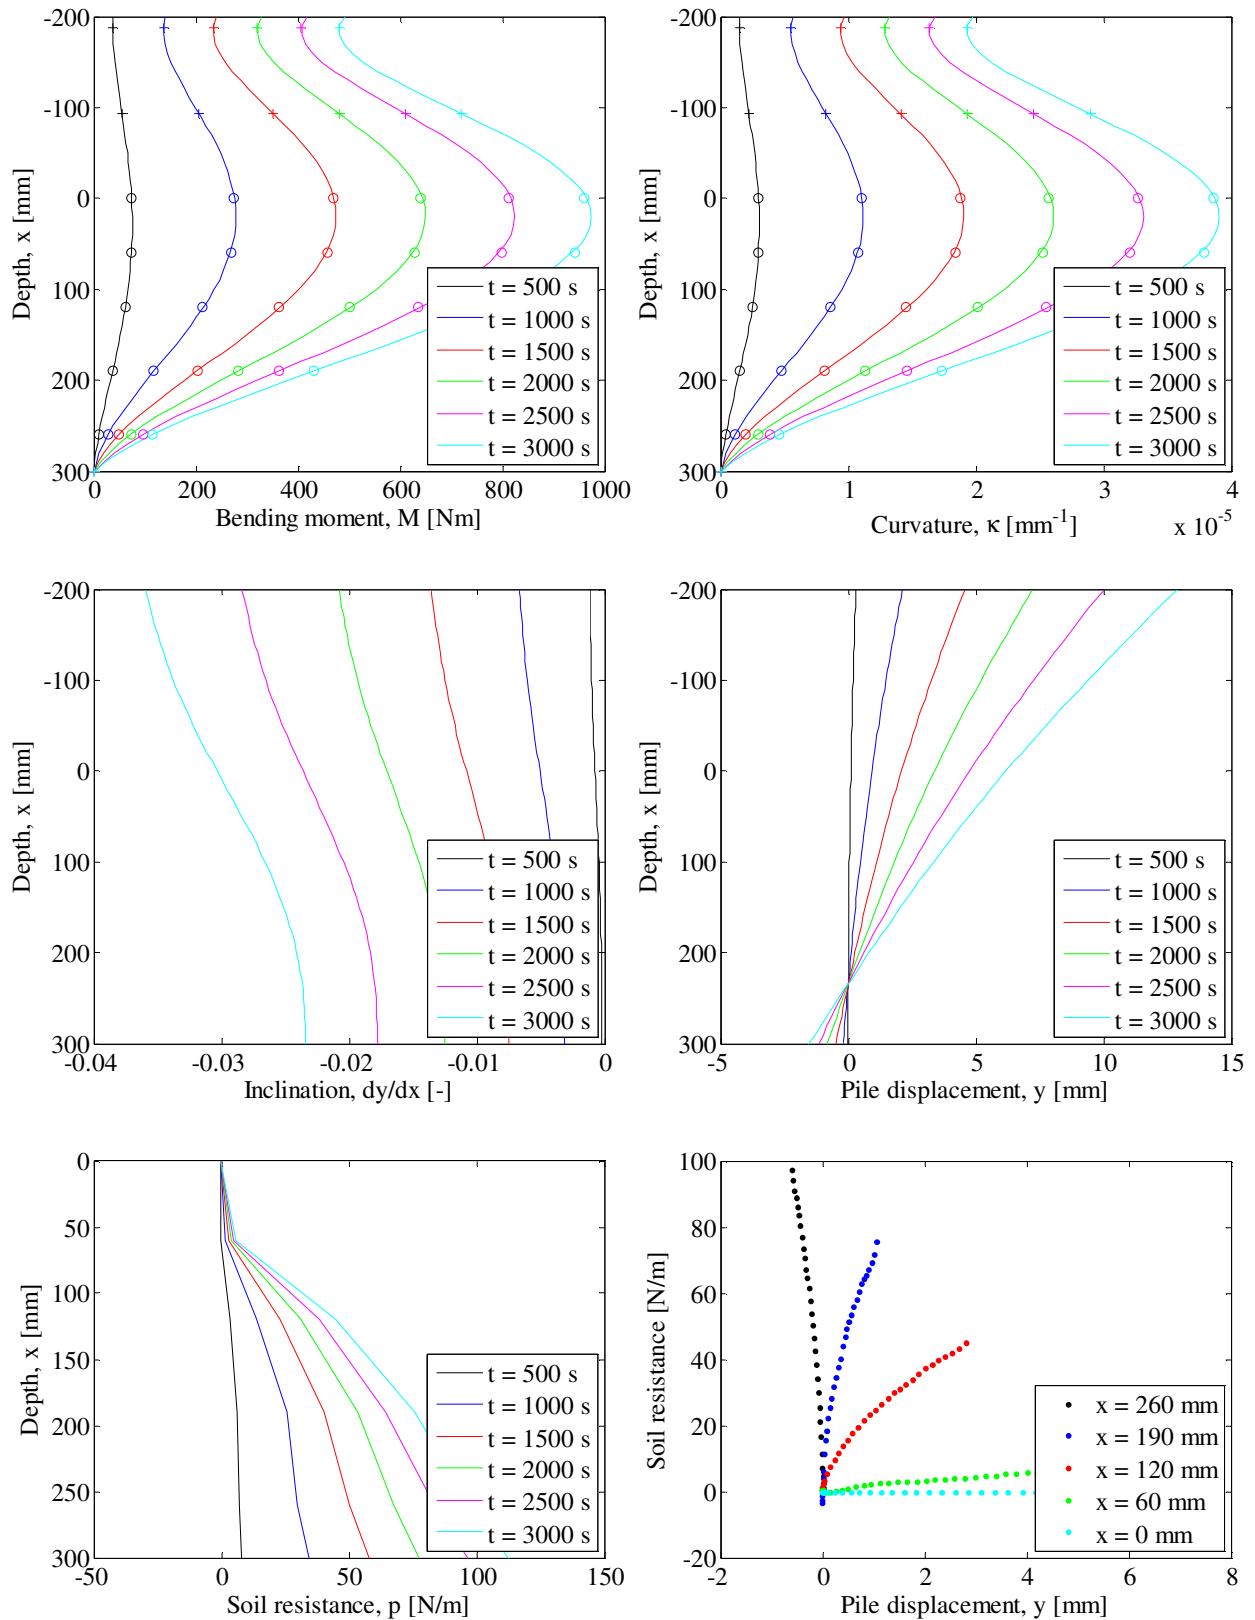 -200
-100
0
100
200
300
Depth, x [mm]
0 200 400 600 800 1000
Bending moment, M [Nm]
t = 500 s
t = 1000 s
t = 1500 s
t = 2000 s
t = 2500 s
t = 3000 s
-200
-100
0
100
200
300
Depth, x [mm]
0 1 2 3 4
x 10-5
Curvature, κ [mm-1]
t = 500 s
t = 1000 s
t = 1500 s
t = 2000 s
t = 2500 s
t = 3000 s
-200
-100
0
100
200
300
Depth, x [mm]
-0.04 -0.03 -0.02 -0.01 0
Inclination, dy/dx [-]
t = 500 s
t = 1000 s
t = 1500 s
t = 2000 s
t = 2500 s
t = 3000 s
-200
-100
0
100
200
300
Depth, x [mm]
-5 0 5 10 15
Pile displacement, y [mm]
t = 500 s
t = 1000 s
t = 1500 s
t = 2000 s
t = 2500 s
t = 3000 s
0
50
100
150
200
250
300
Depth, x [mm]
-50 0 50 100 150
Soil resistance, p [N/m]
t = 500 s
t = 1000 s
t = 1500 s
t = 2000 s
t = 2500 s
t = 3000 s
100
80
60
40
20
0
-20
Soil resistance [N/m]
-2 0 2 4 6 8
Pile displacement, y [mm]
x = 260 mm
x = 190 mm
x = 120 mm
x = 60 mm
x = 0 mm